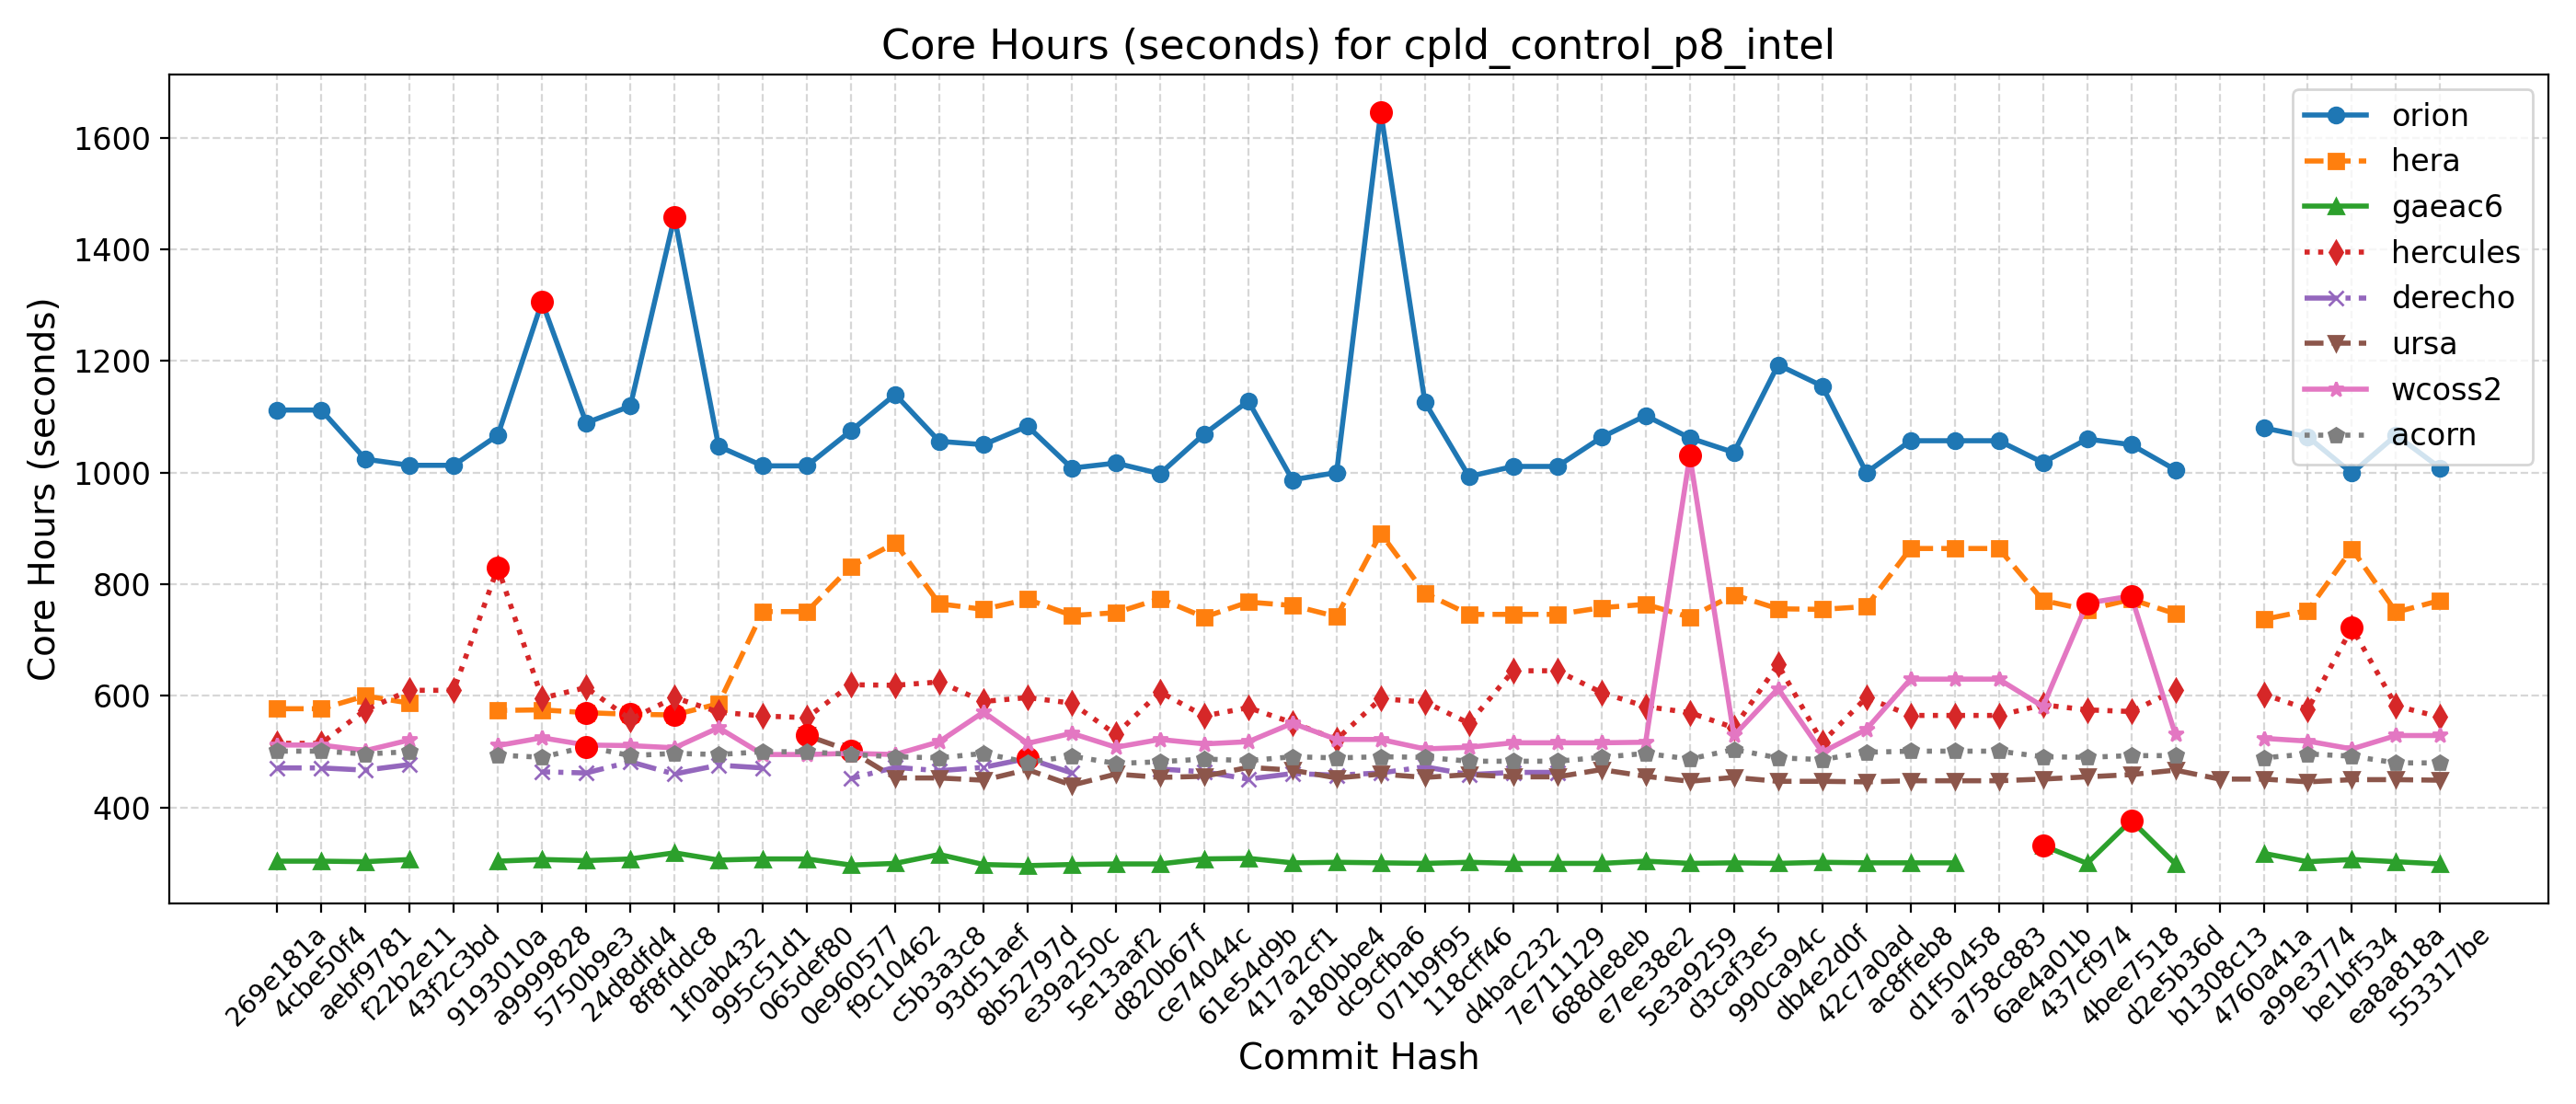 Core Hours (seconds) for cpld_control_p8_intel
Core Hours (seconds)
1600
1400
1200
1000
800
600
400
orion
hera
gaeac6
hercules
derecho
ursa
wcoss2
acorn
269e181a
4cbe50f4
aebf9781
f22b2e11
43f2c3bd
9193010a
a9999828
5750b9e3
24d8dfd4
8f8fddc8
1f0ab432
995c51d1
065def80
0e960577
f9c10462
c5b3a3c8
93d51aef
8b52797d
e39a250c
5e13aaf2
d820b67f
ce74044c
61e54d9b
417a2cf1
a180bbe4
dc9cfba6
071b9f95
118cff46
d4bac232
7e711129
688de8eb
e7ee38e2
5e3a9259
d3caf3e5
990ca94c
db4e2d0f
42c7a0ad
ac8ffeb8
d1f50458
a758c883
6ae4a01b
437cf974
4bee7518
d2e5b36d
b1308c13
4760a41a
a99e3774
be1bf534
ea8a818a
553317be
Commit Hash